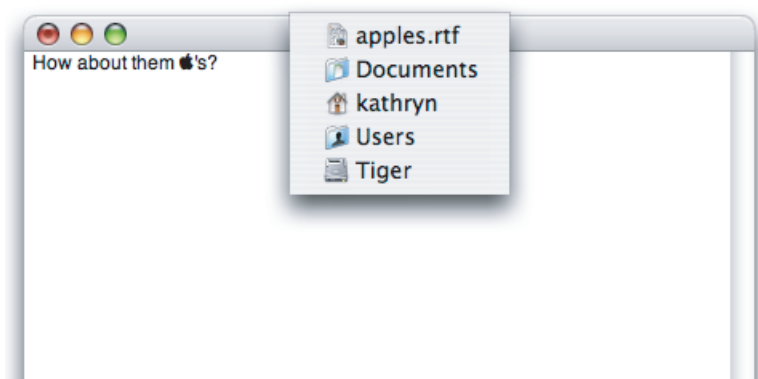 apples.rtf
Documents
kathryn
Users
Tiger
How about them 's?